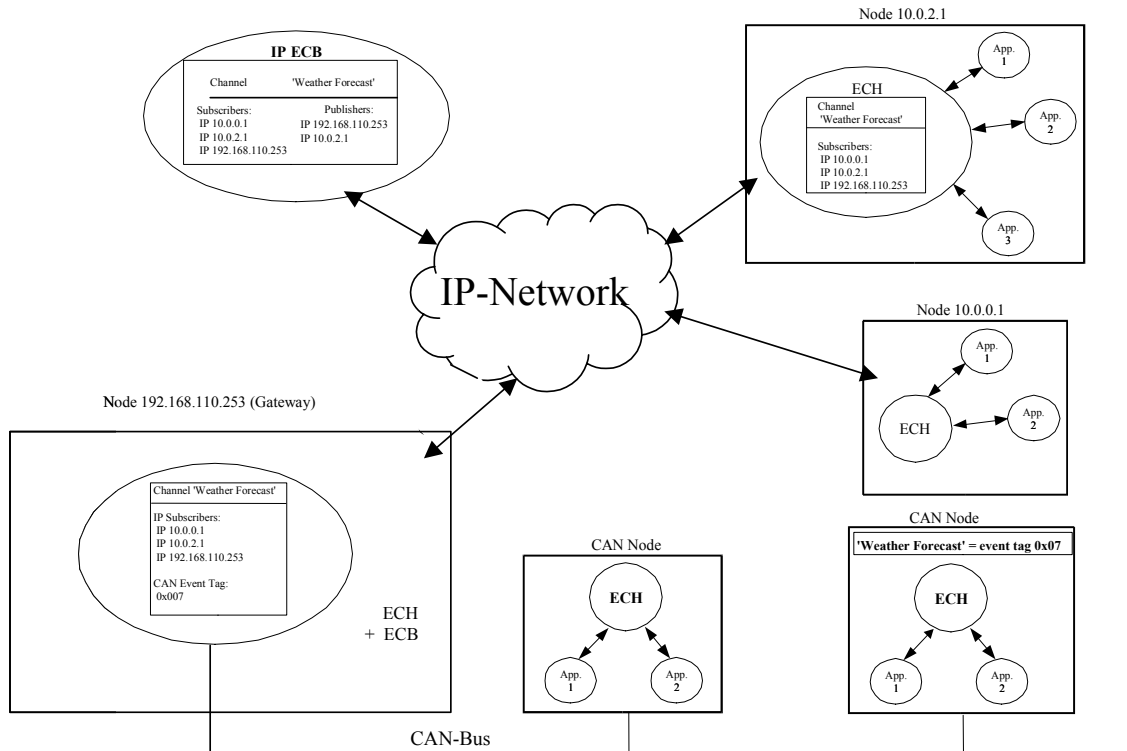 Node 10.0.2.1
IP ECB
Channel 'Weather Forecast'
Subscribers: Publishers:
IP 10.0.0.1 IP 192.168.110.253
IP 10.0.2.1 IP 10.0.2.1
IP 192.168.110.253
ECH
Channel
'Weather Forecast'
Subscribers:
IP 10.0.0.1
IP 10.0.2.1
IP 192.168.110.253
App.
1
App.
2
App.
3
IP-Network
Node 10.0.0.1
App.
1
App.
2
ECH
Node 192.168.110.253 (Gateway)
Channel 'Weather Forecast'
IP Subscribers:
IP 10.0.0.1
IP 10.0.2.1
IP 192.168.110.253
CAN Event Tag:
0x007
ECH
+ ECB
CAN Node
ECH
App.
1
App.
2
CAN Node
'Weather Forecast' = event tag 0x07
ECH
App.
1
App.
2
CAN-Bus